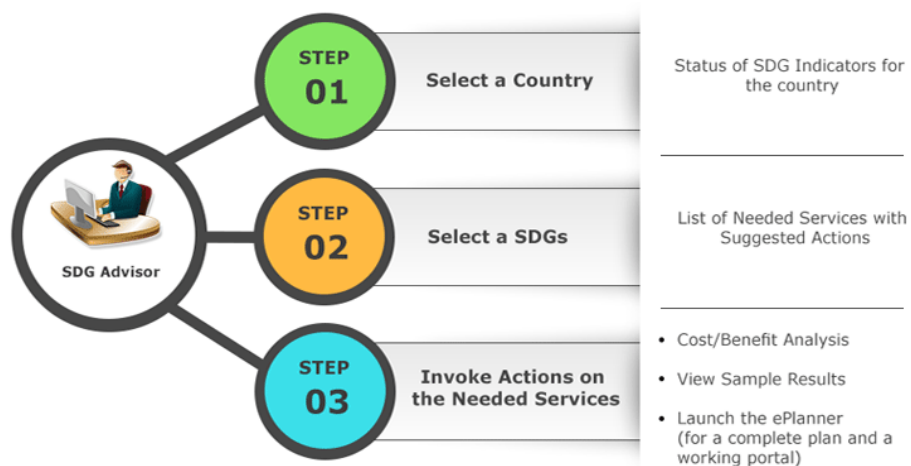 STEP
01
Select a Country
Status of SDG Indicators for
the country
SDG Advisor
STEP
02
Select a SDGs
List of Needed Services with
Suggested Actions
STEP
03
Invoke Actions on
the Needed Services
• Cost/Benefit Analysis
• View Sample Results
• Launch the ePlanner
(for a complete plan and a
working portal)